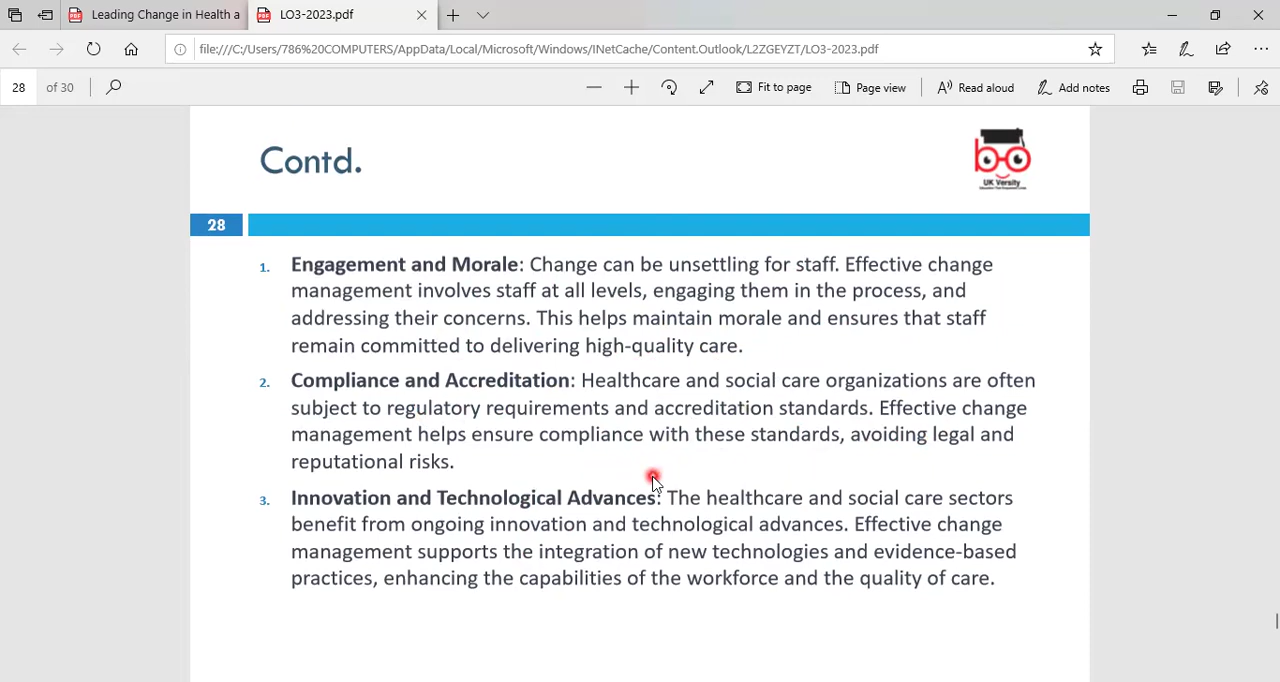 Leading Change in Health a
LO3-2023.pdf
file:///C:/Users/786%20COMPUTERS/AppData/Local/Microsoft/Windows/INetCache/Content.Outlook/L2ZGEYZT/LO3-2023.pdf
28 of 30
Fit to page
Page view
Read aloud
Add notes
Contd.
UK Versity
28
1. Engagement and Morale: Change can be unsettling for staff. Effective change
management involves staff at all levels, engaging them in the process, and
addressing their concerns. This helps maintain morale and ensures that staff
remain committed to delivering high-quality care.
2. Compliance and Accreditation: Healthcare and social care organizations are often
subject to regulatory requirements and accreditation standards. Effective change
management helps ensure compliance with these standards, avoiding legal and
reputational risks.
3. Innovation and Technological Advances: The healthcare and social care sectors
benefit from ongoing innovation and technological advances. Effective change
management supports the integration of new technologies and evidence-based
practices, enhancing the capabilities of the workforce and the quality of care.